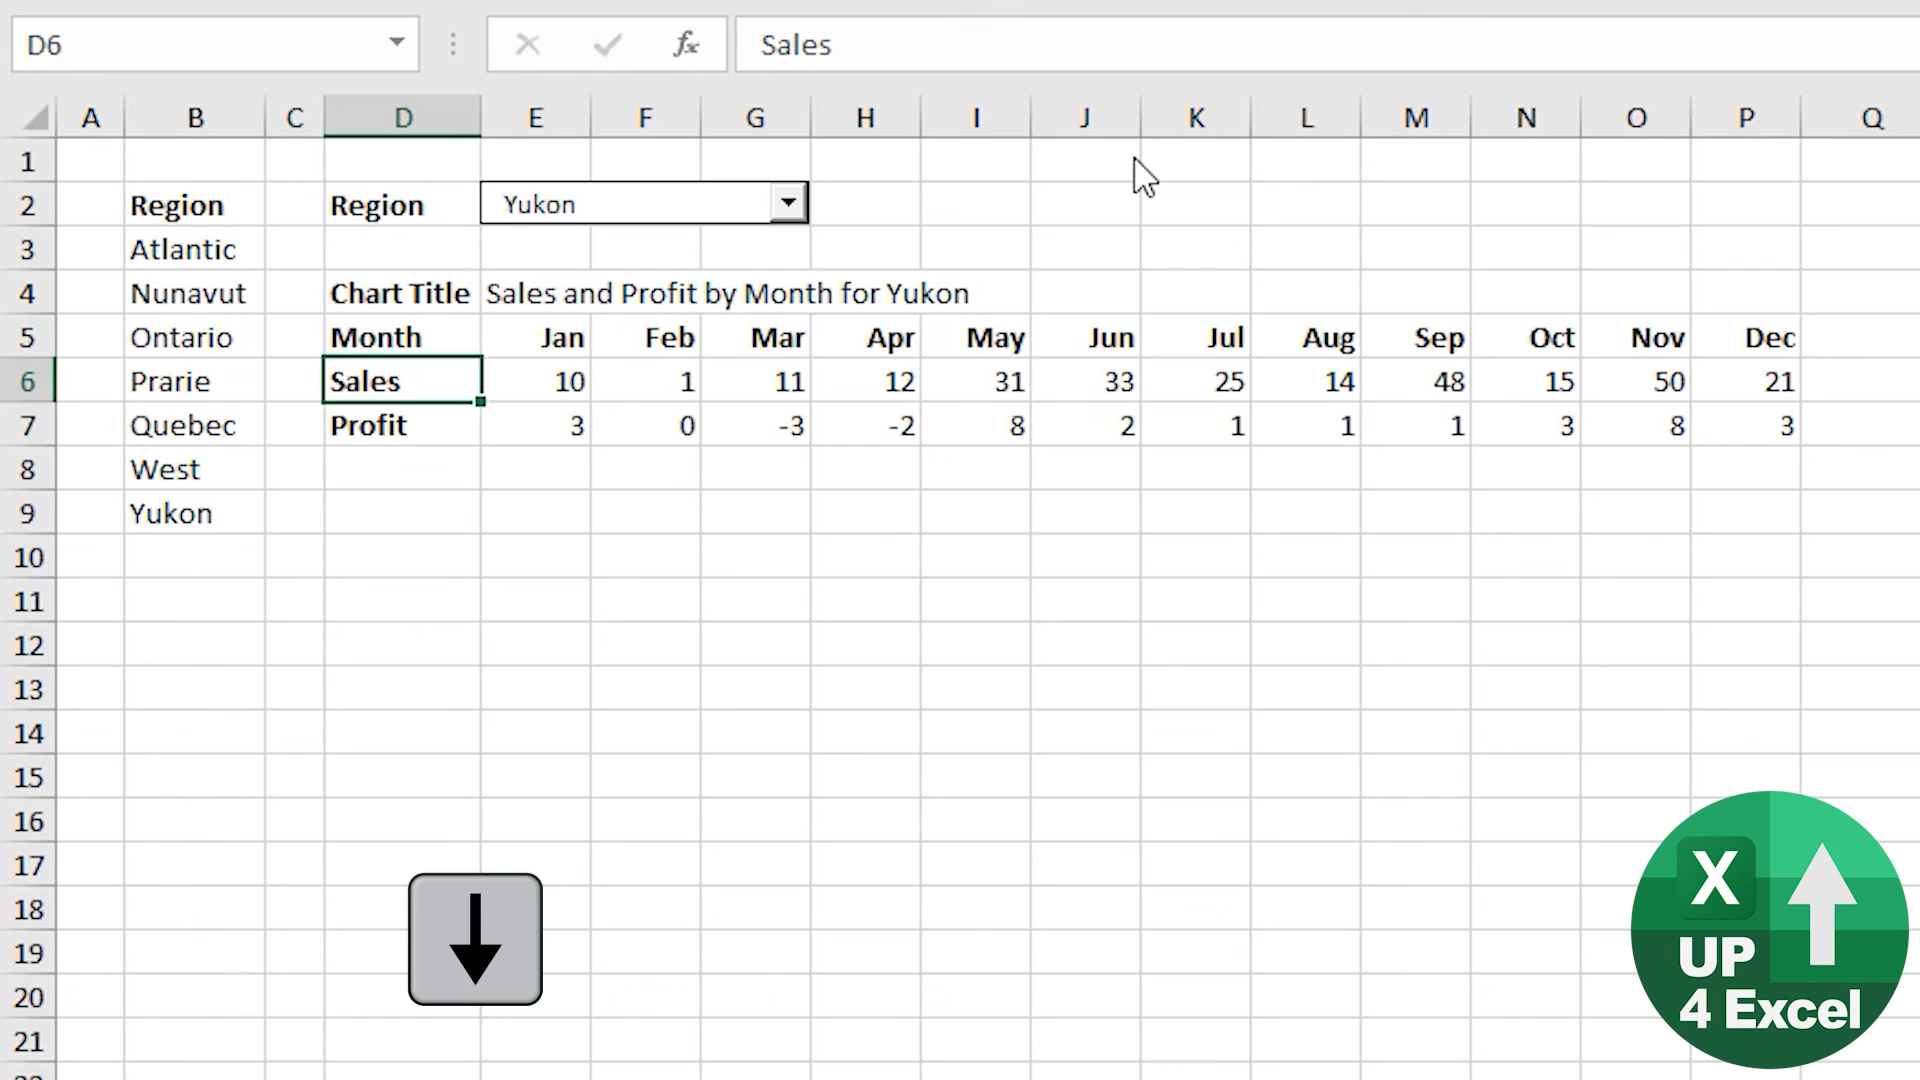 D6 fx Sales
A B C D E F G H I J K L M N O P Q
1
2 Region Region Yukon
3 Atlantic
4 Nunavut Chart Title Sales and Profit by Month for Yukon
5 Ontario Month Jan Feb Mar Apr May Jun Jul Aug Sep Oct Nov Dec
6 Prarie Sales 10 1 11 12 31 33 25 14 48 15 50 21
7 Quebec Profit 3 0 -3 -2 8 2 1 1 1 3 8 3
8 West
9 Yukon
10
11
12
13
14
15
16
17
18
19
20
21
X
UP
4 Excel